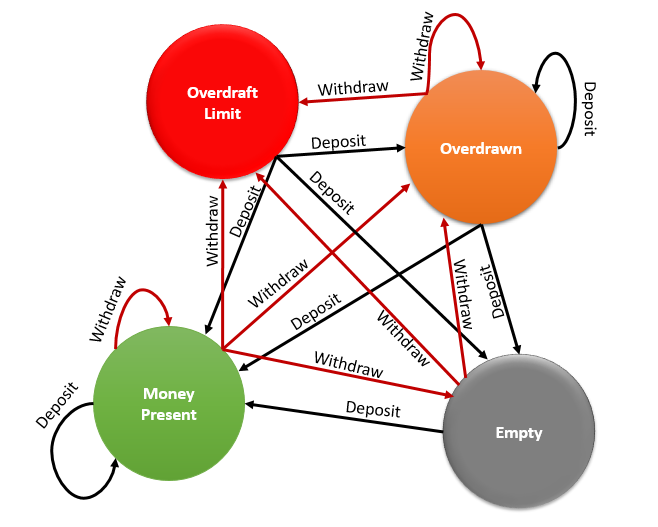 Withdraw
Overdraft
Limit
Withdraw
Deposit
Deposit
Overdrawn
Deposit
Deposit
Withdraw
Withdraw
Deposit
Withdraw
Deposit
Withdraw
Withdraw
Withdraw
Deposit
Money
Present
Deposit
Empty